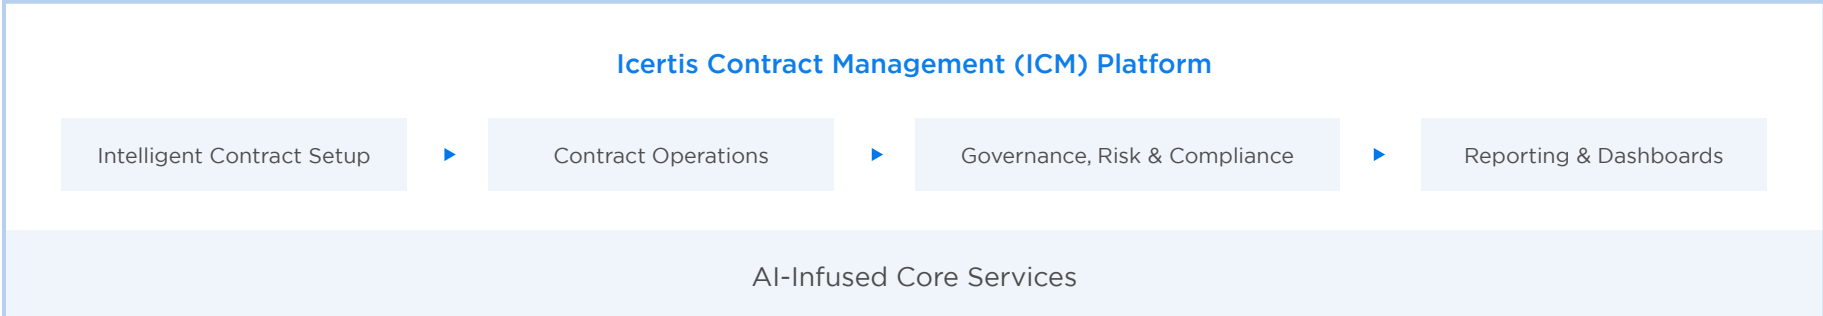 Icertis Contract Management (ICM) Platform
Intelligent Contract Setup
Contract Operations
Governance, Risk & Compliance
Reporting & Dashboards
AI-Infused Core Services